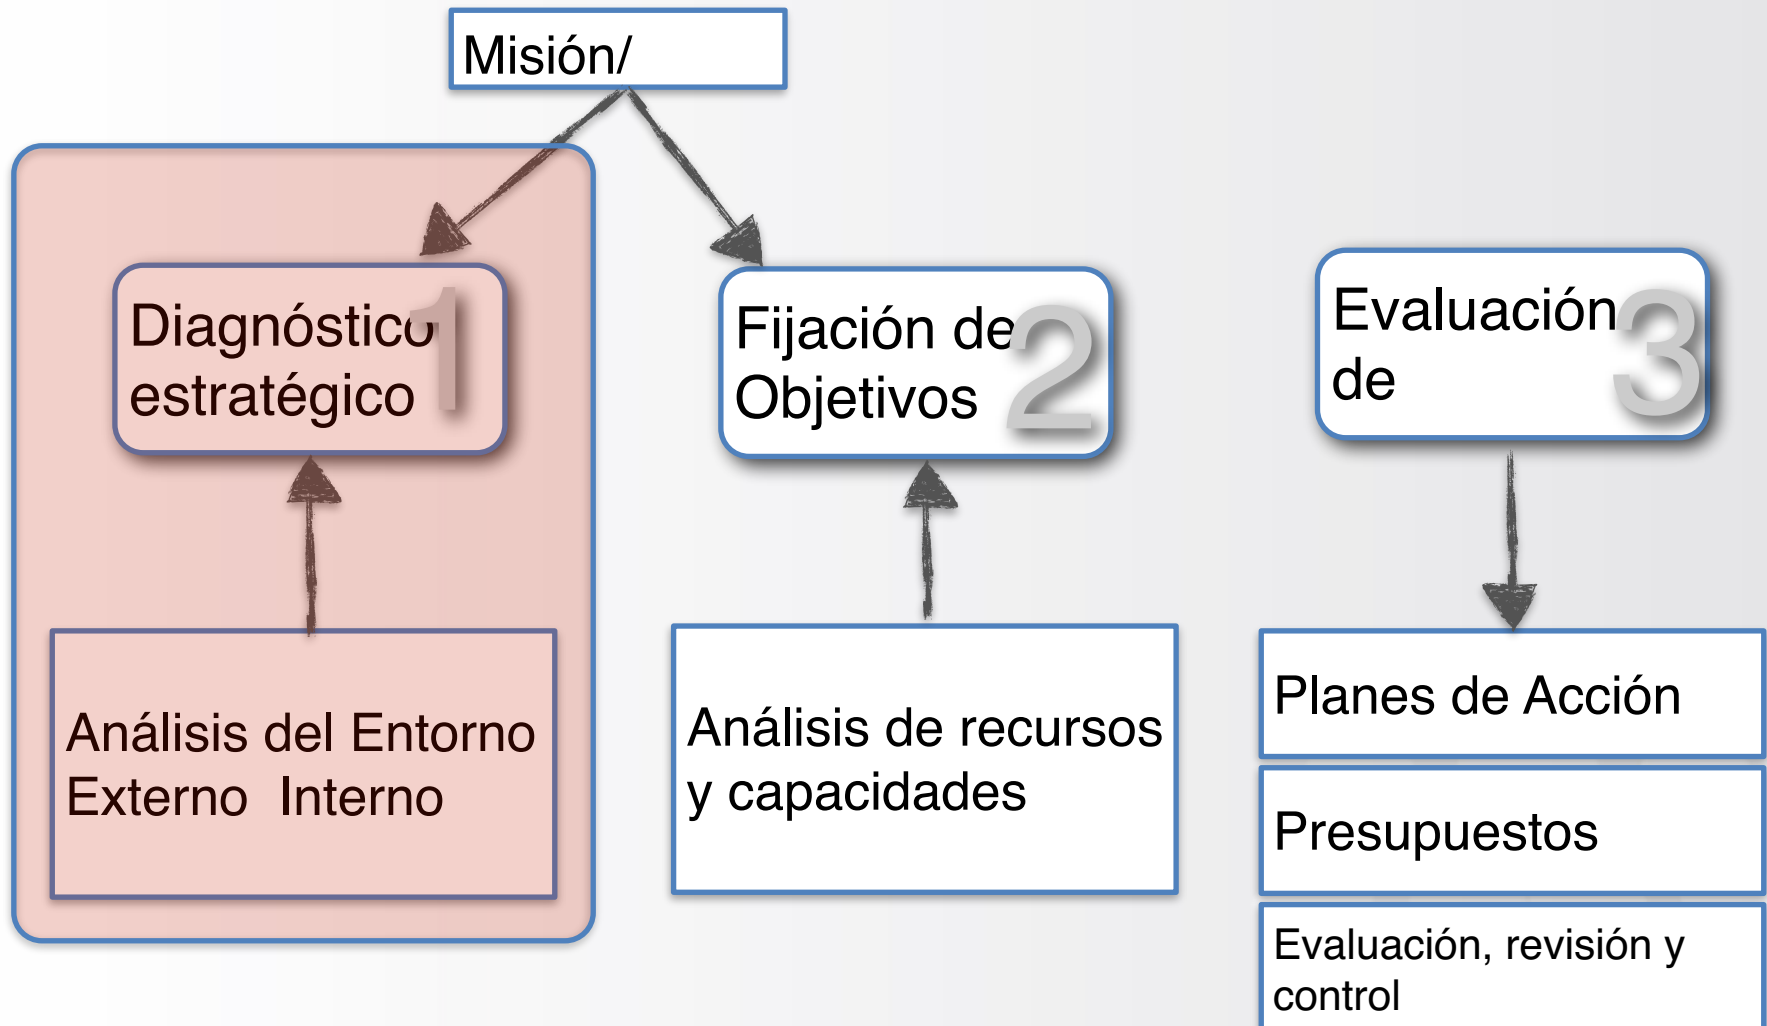 Misión/
Diagnóstico
estratégico
1
Fijación de
Objetivos
2
Evaluación
de
3
Análisis del Entorno
Externo Interno
Análisis de recursos
y capacidades
Planes de Acción
Presupuestos
Evaluación, revisión y
control